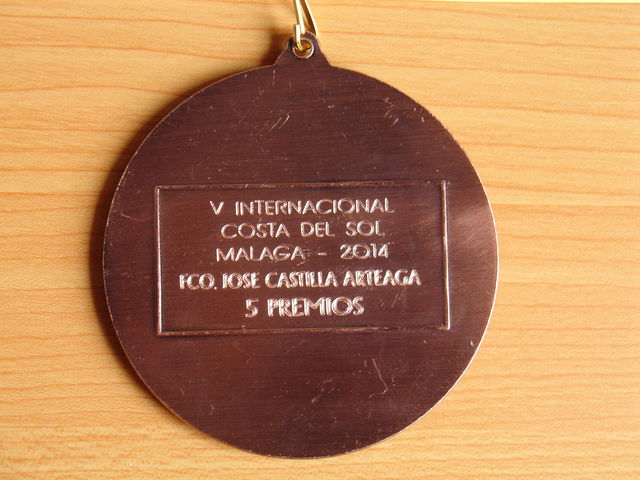 V INTERNACIONAL
COSTA DEL SOL
MALAGA - 2014
FCO. JOSE CASTILLA ARTEAGA
5 PREMIOS